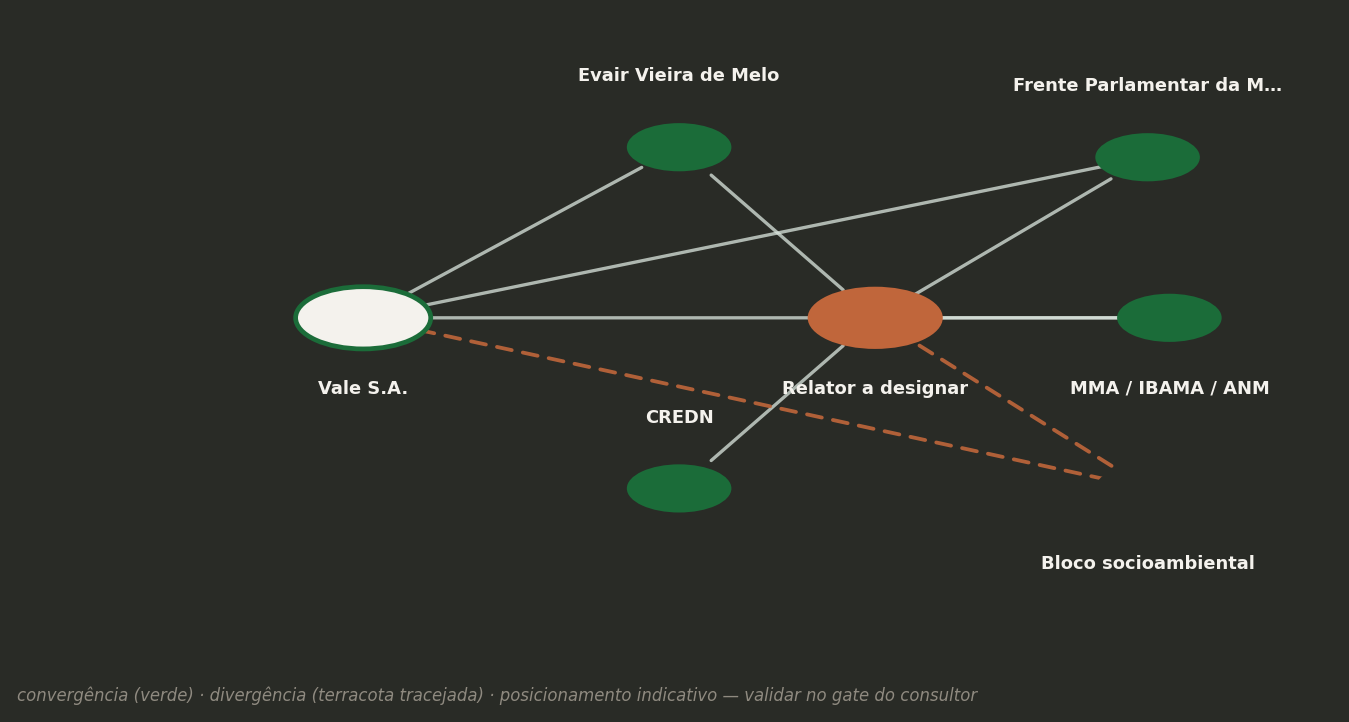 Evair Vieira de Melo
Frente Parlamentar da M...
Vale S.A.
Relator a designar
MMA / IBAMA / ANM
CREDN
Bloco socioambiental
convergência (verde) · divergência (terracota tracejada) · posicionamento indicativo — validar no gate do consultor